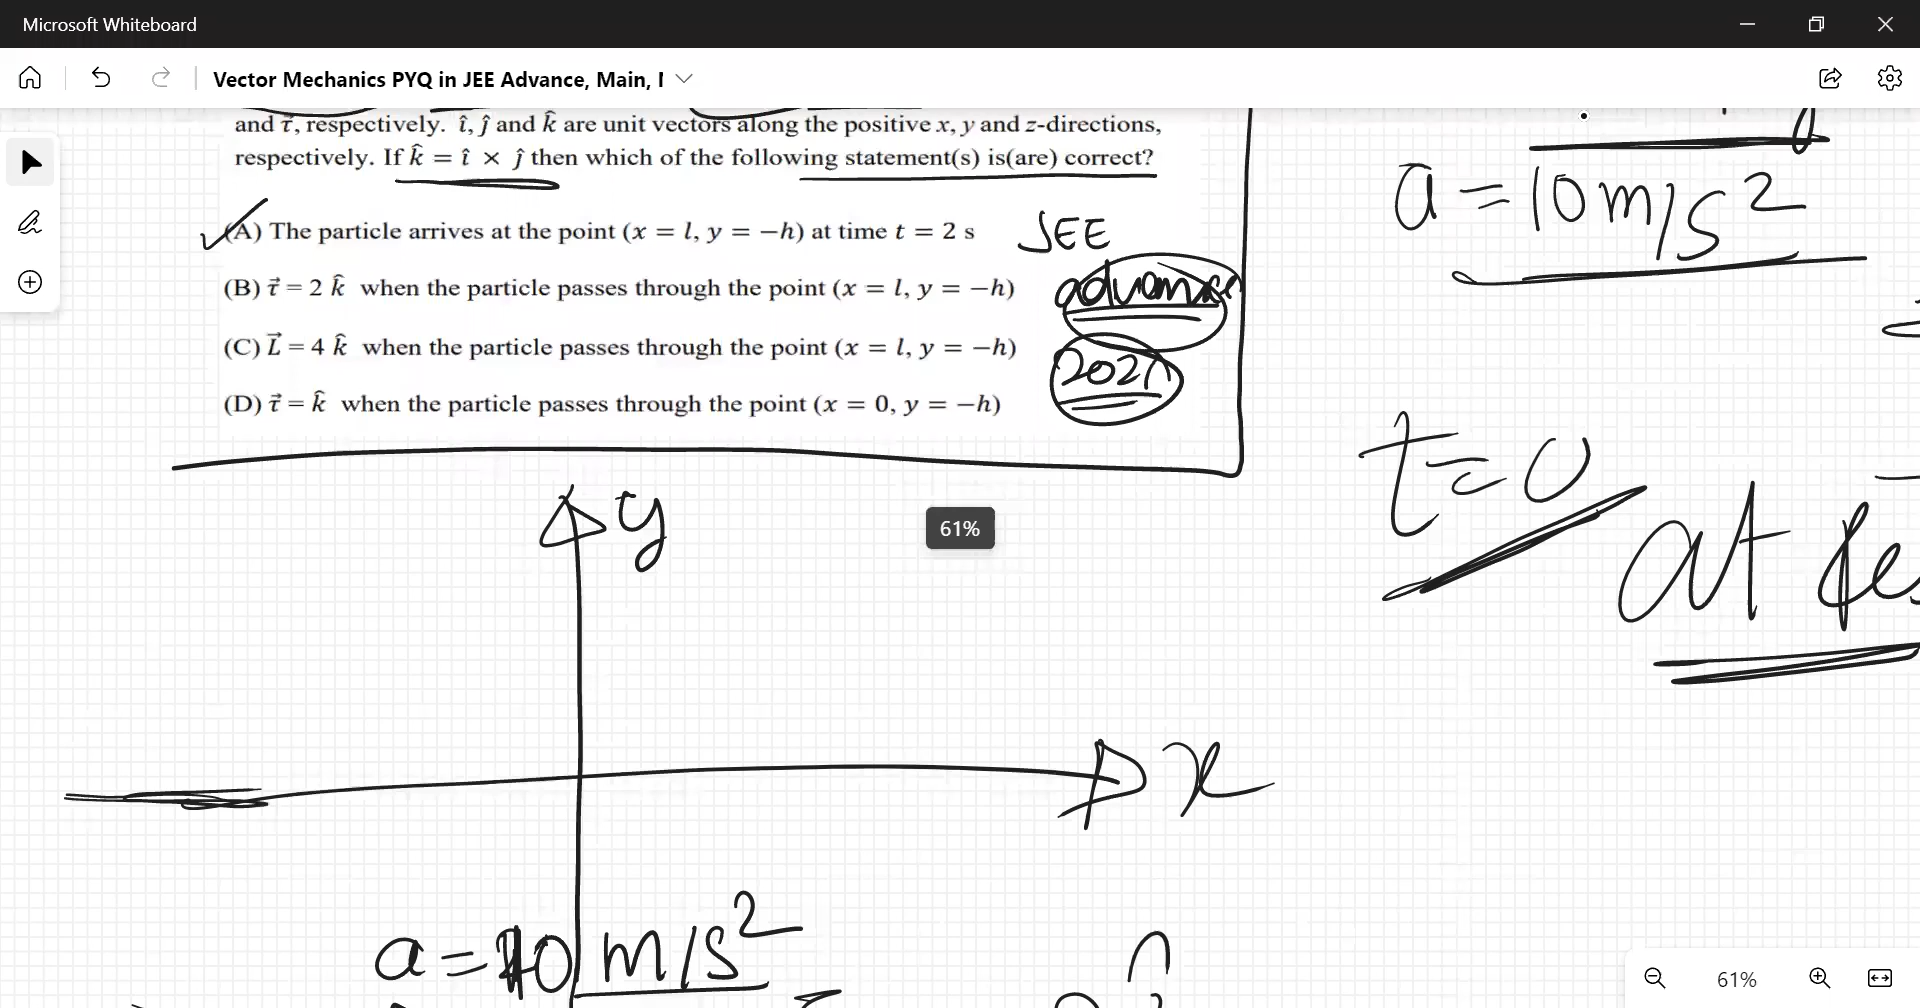 Microsoft Whiteboard
Vector Mechanics PYQ in JEE Advance, Main, I
and τ⃗, respectively. î, ĵ and k̂ are unit vectors along the positive x, y and z-directions,
respectively. If k̂ = î × ĵ then which of the following statement(s) is(are) correct?
(A) The particle arrives at the point (x = l, y = −h) at time t = 2 s
(B) τ⃗ = 2 k̂ when the particle passes through the point (x = l, y = −h)
(C) L⃗ = 4 k̂ when the particle passes through the point (x = l, y = −h)
(D) τ⃗ = k̂ when the particle passes through the point (x = 0, y = −h)
JEE
advance
2021
a = 10 m/s2
t = 0
at
y
61%
x
a = 10 m/s2
61%